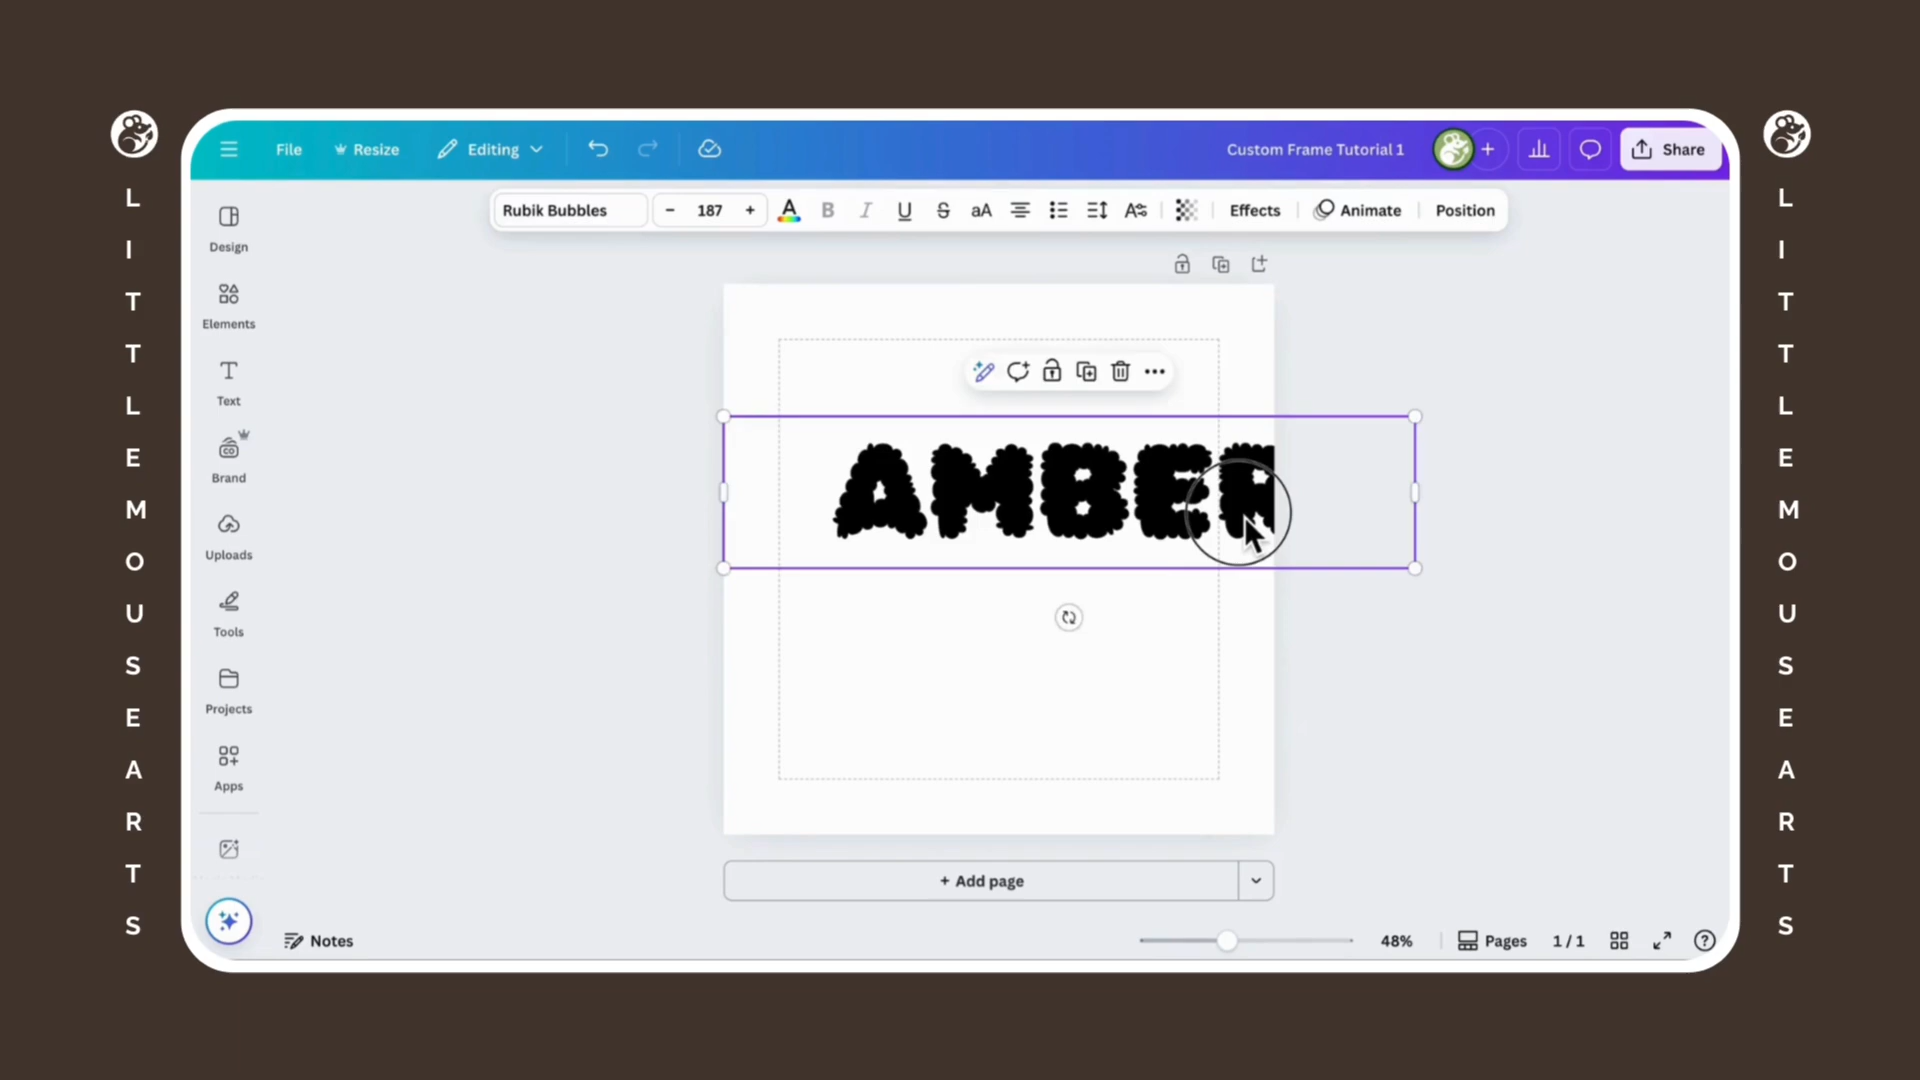 LITTLEMOUSEARTS
File
Resize
Editing
Custom Frame Tutorial 1
+
Share
Rubik Bubbles
- 187 +
A
B
I
U
S
aA
Effects
Animate
Position
Design
Elements
Text
Brand
Uploads
Tools
Projects
Apps
AMBER
+ Add page
Notes
48%
Pages
1 / 1
?
LITTLEMOUSEARTS